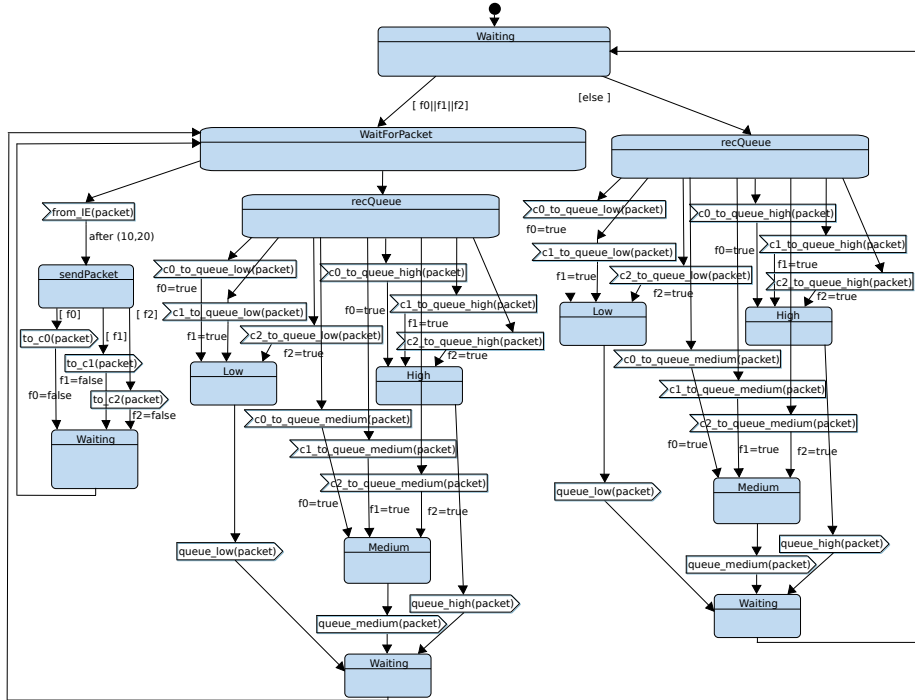 Waiting
[ f0||f1||f2]
[else ]
WaitForPacket
recQueue
from_IE(packet)
after (10,20)
sendPacket
[ f0]
[ f1]
[ f2]
to_c0(packet)
to_c1(packet)
to_c2(packet)
f0=false
f1=false
f2=false
Waiting
recQueue
c0_to_queue_low(packet)
f0=true
c1_to_queue_low(packet)
f1=true
c2_to_queue_low(packet)
f2=true
Low
c0_to_queue_high(packet)
f0=true
c1_to_queue_high(packet)
f1=true
c2_to_queue_high(packet)
f2=true
High
c0_to_queue_medium(packet)
c1_to_queue_medium(packet)
c2_to_queue_medium(packet)
f0=true
f1=true
f2=true
Medium
queue_low(packet)
queue_high(packet)
queue_medium(packet)
Waiting
c0_to_queue_low(packet)
f0=true
c1_to_queue_low(packet)
f1=true
c2_to_queue_low(packet)
f2=true
Low
c0_to_queue_high(packet)
f0=true
c1_to_queue_high(packet)
f1=true
c2_to_queue_high(packet)
f2=true
High
c0_to_queue_medium(packet)
c1_to_queue_medium(packet)
c2_to_queue_medium(packet)
f0=true
f1=true
f2=true
Medium
queue_low(packet)
queue_high(packet)
queue_medium(packet)
Waiting